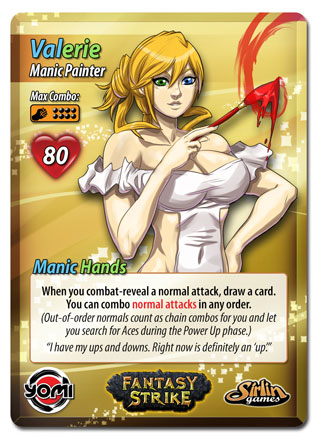 Valerie
Manic Painter
Max Combo:
80
Manic Hands
When you combat-reveal a normal attack, draw a card.
You can combo normal attacks in any order.
(Out-of-order normals count as chain combos for you and let
you search for Aces during the Power Up phase.)
“I have my ups and downs. Right now is definitely an ‘up.’”
YOMI
FANTASY
STRIKE
Sirlin
games